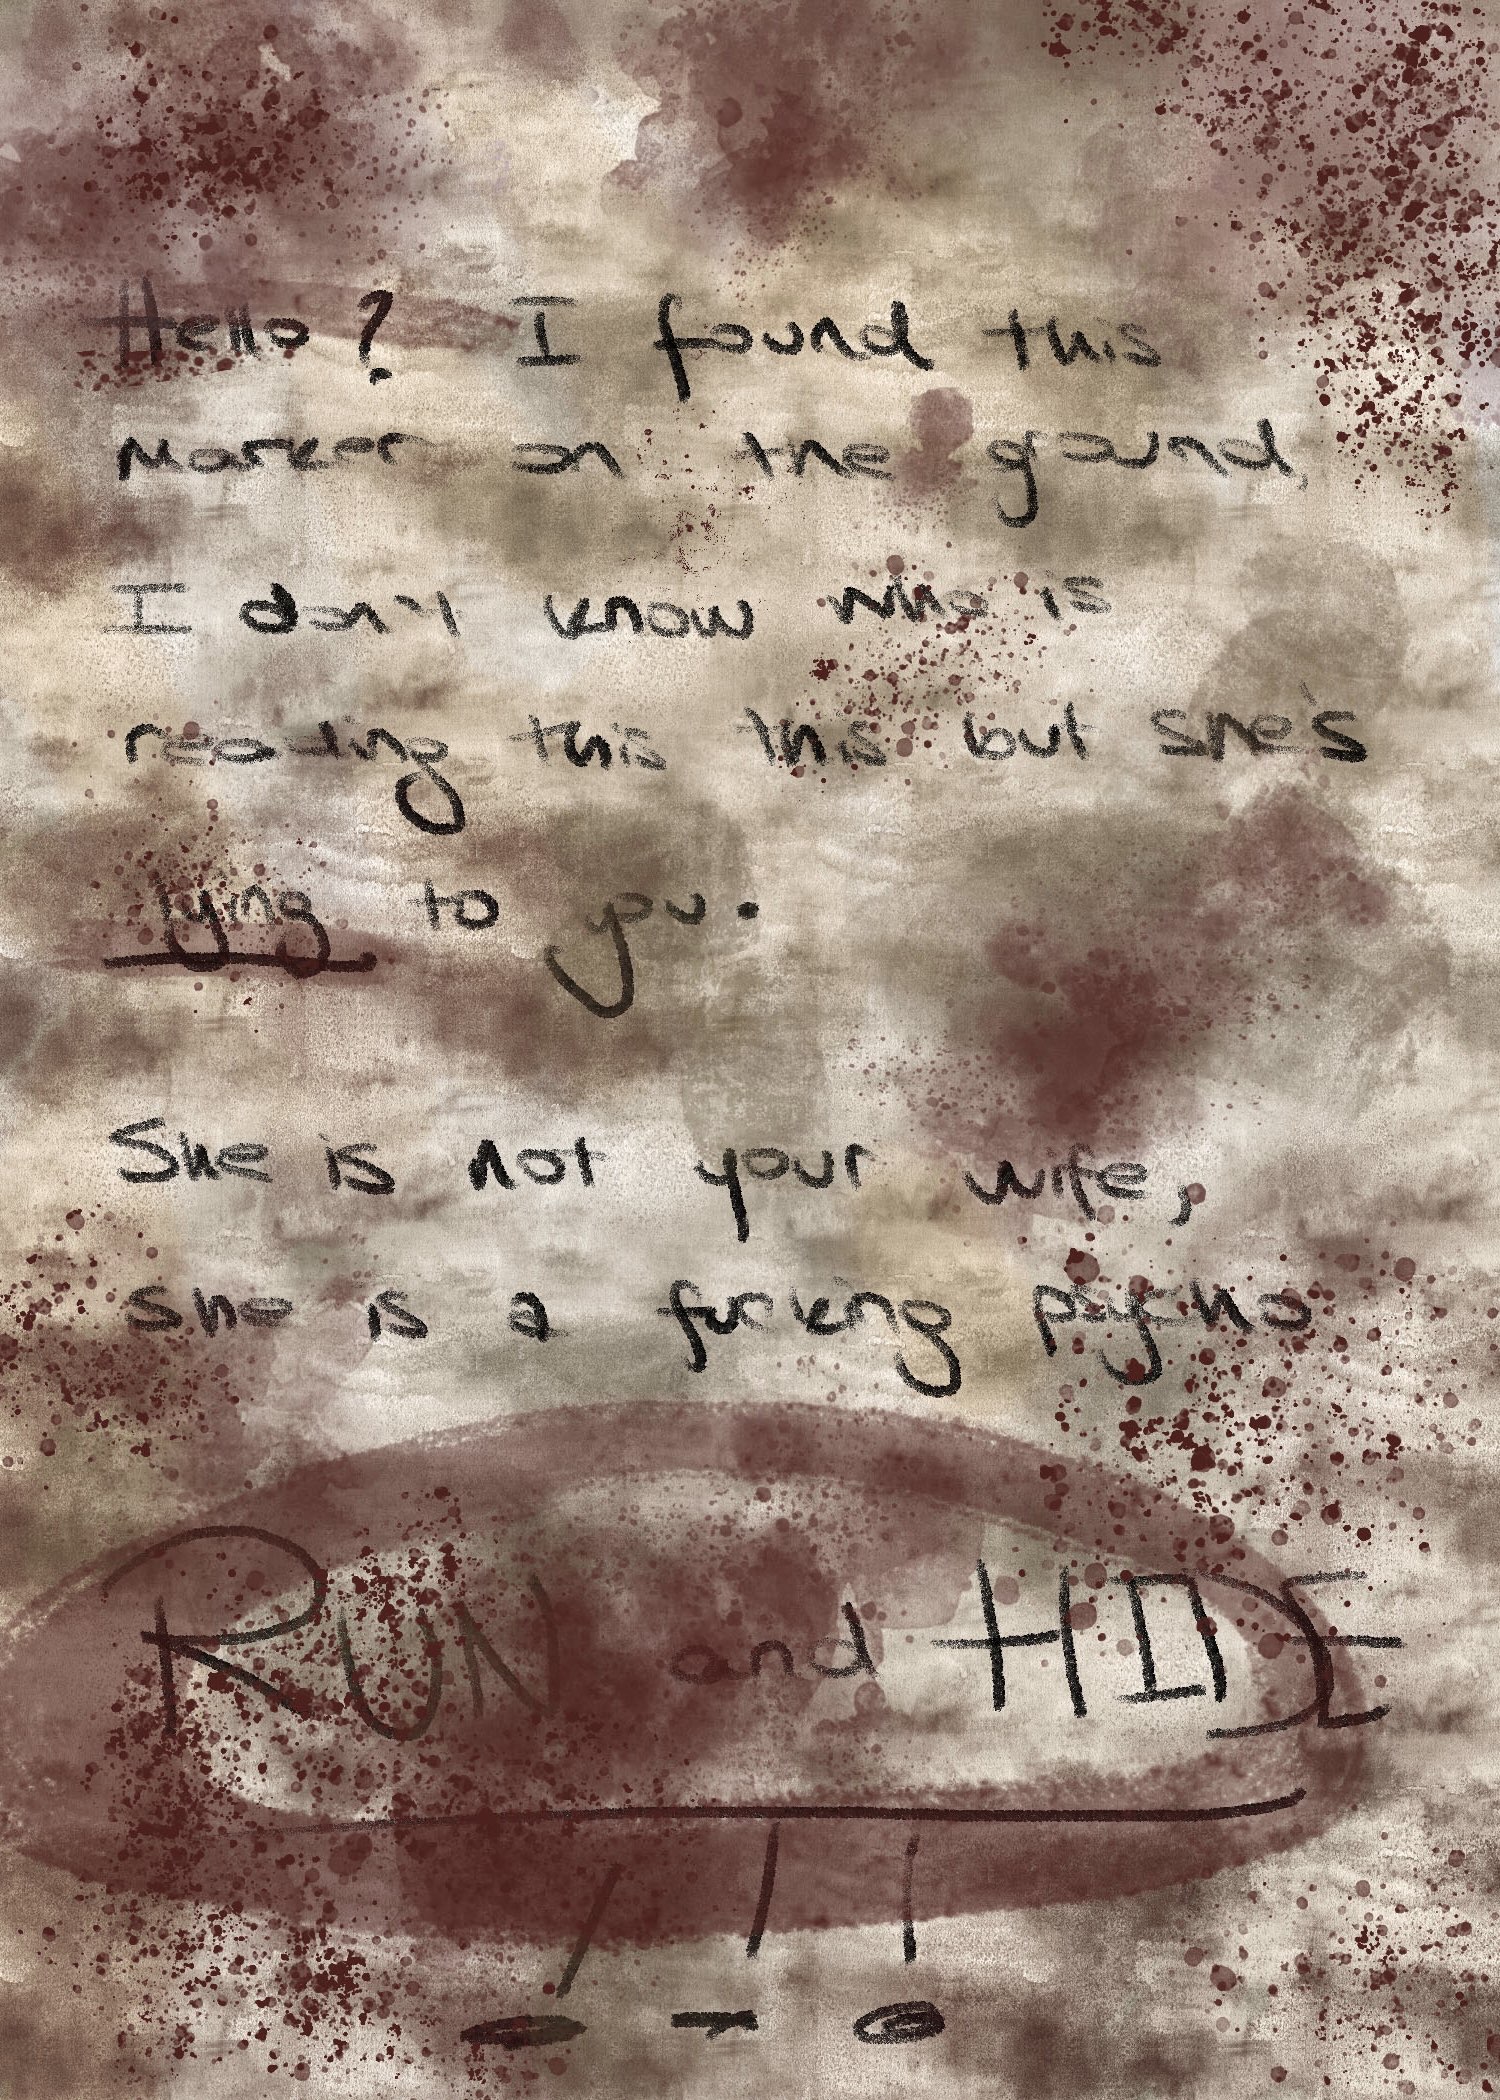 Hello? I found this
Marker on the ground,
I don't know who is
reading this this but she's
lying to you.
She is not your wife,
she is a fucking psycho
RUN and HIDE
!!!